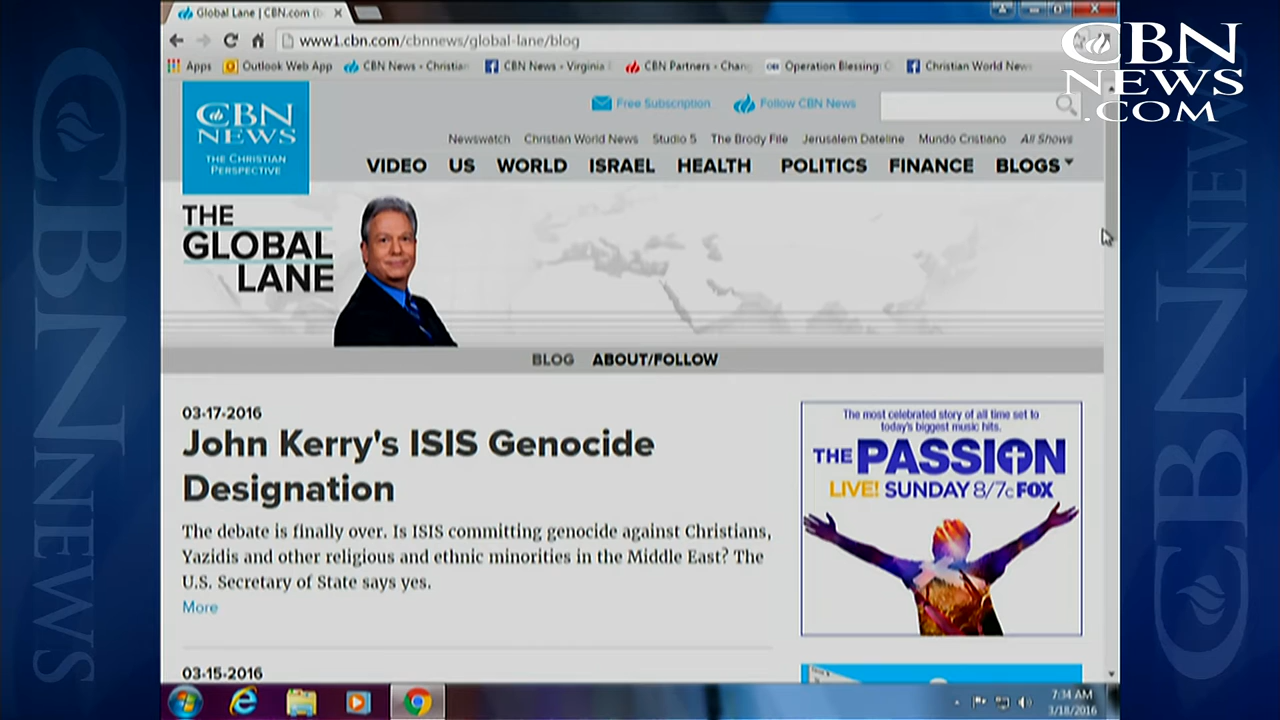 Global Lane | CBN.com (b
www1.cbn.com/cbnnews/global-lane/blog
Apps
Outlook Web App
CBN News - Christian
CBN News - Virginia
CBN Partners - Chang
Operation Blessing:
Christian World New
CBN
NEWS
.COM
CBN
NEWS
THE CHRISTIAN
PERSPECTIVE
Free Subscription
Follow CBN News
Newswatch Christian World News Studio 5 The Brody File Jerusalem Dateline Mundo Cristiano All Shows
VIDEO US WORLD ISRAEL HEALTH POLITICS FINANCE BLOGS
THE
GLOBAL
LANE
BLOG ABOUT/FOLLOW
03-17-2016
John Kerry's ISIS Genocide
Designation
The debate is finally over. Is ISIS committing genocide against Christians,
Yazidis and other religious and ethnic minorities in the Middle East? The
U.S. Secretary of State says yes.
More
03-15-2016
The most celebrated story of all time set to
today's biggest music hits.
THE PASSION
LIVE! SUNDAY 8/7c FOX
7:34 AM
3/18/2016
CBN NEWS
CBN NEWS